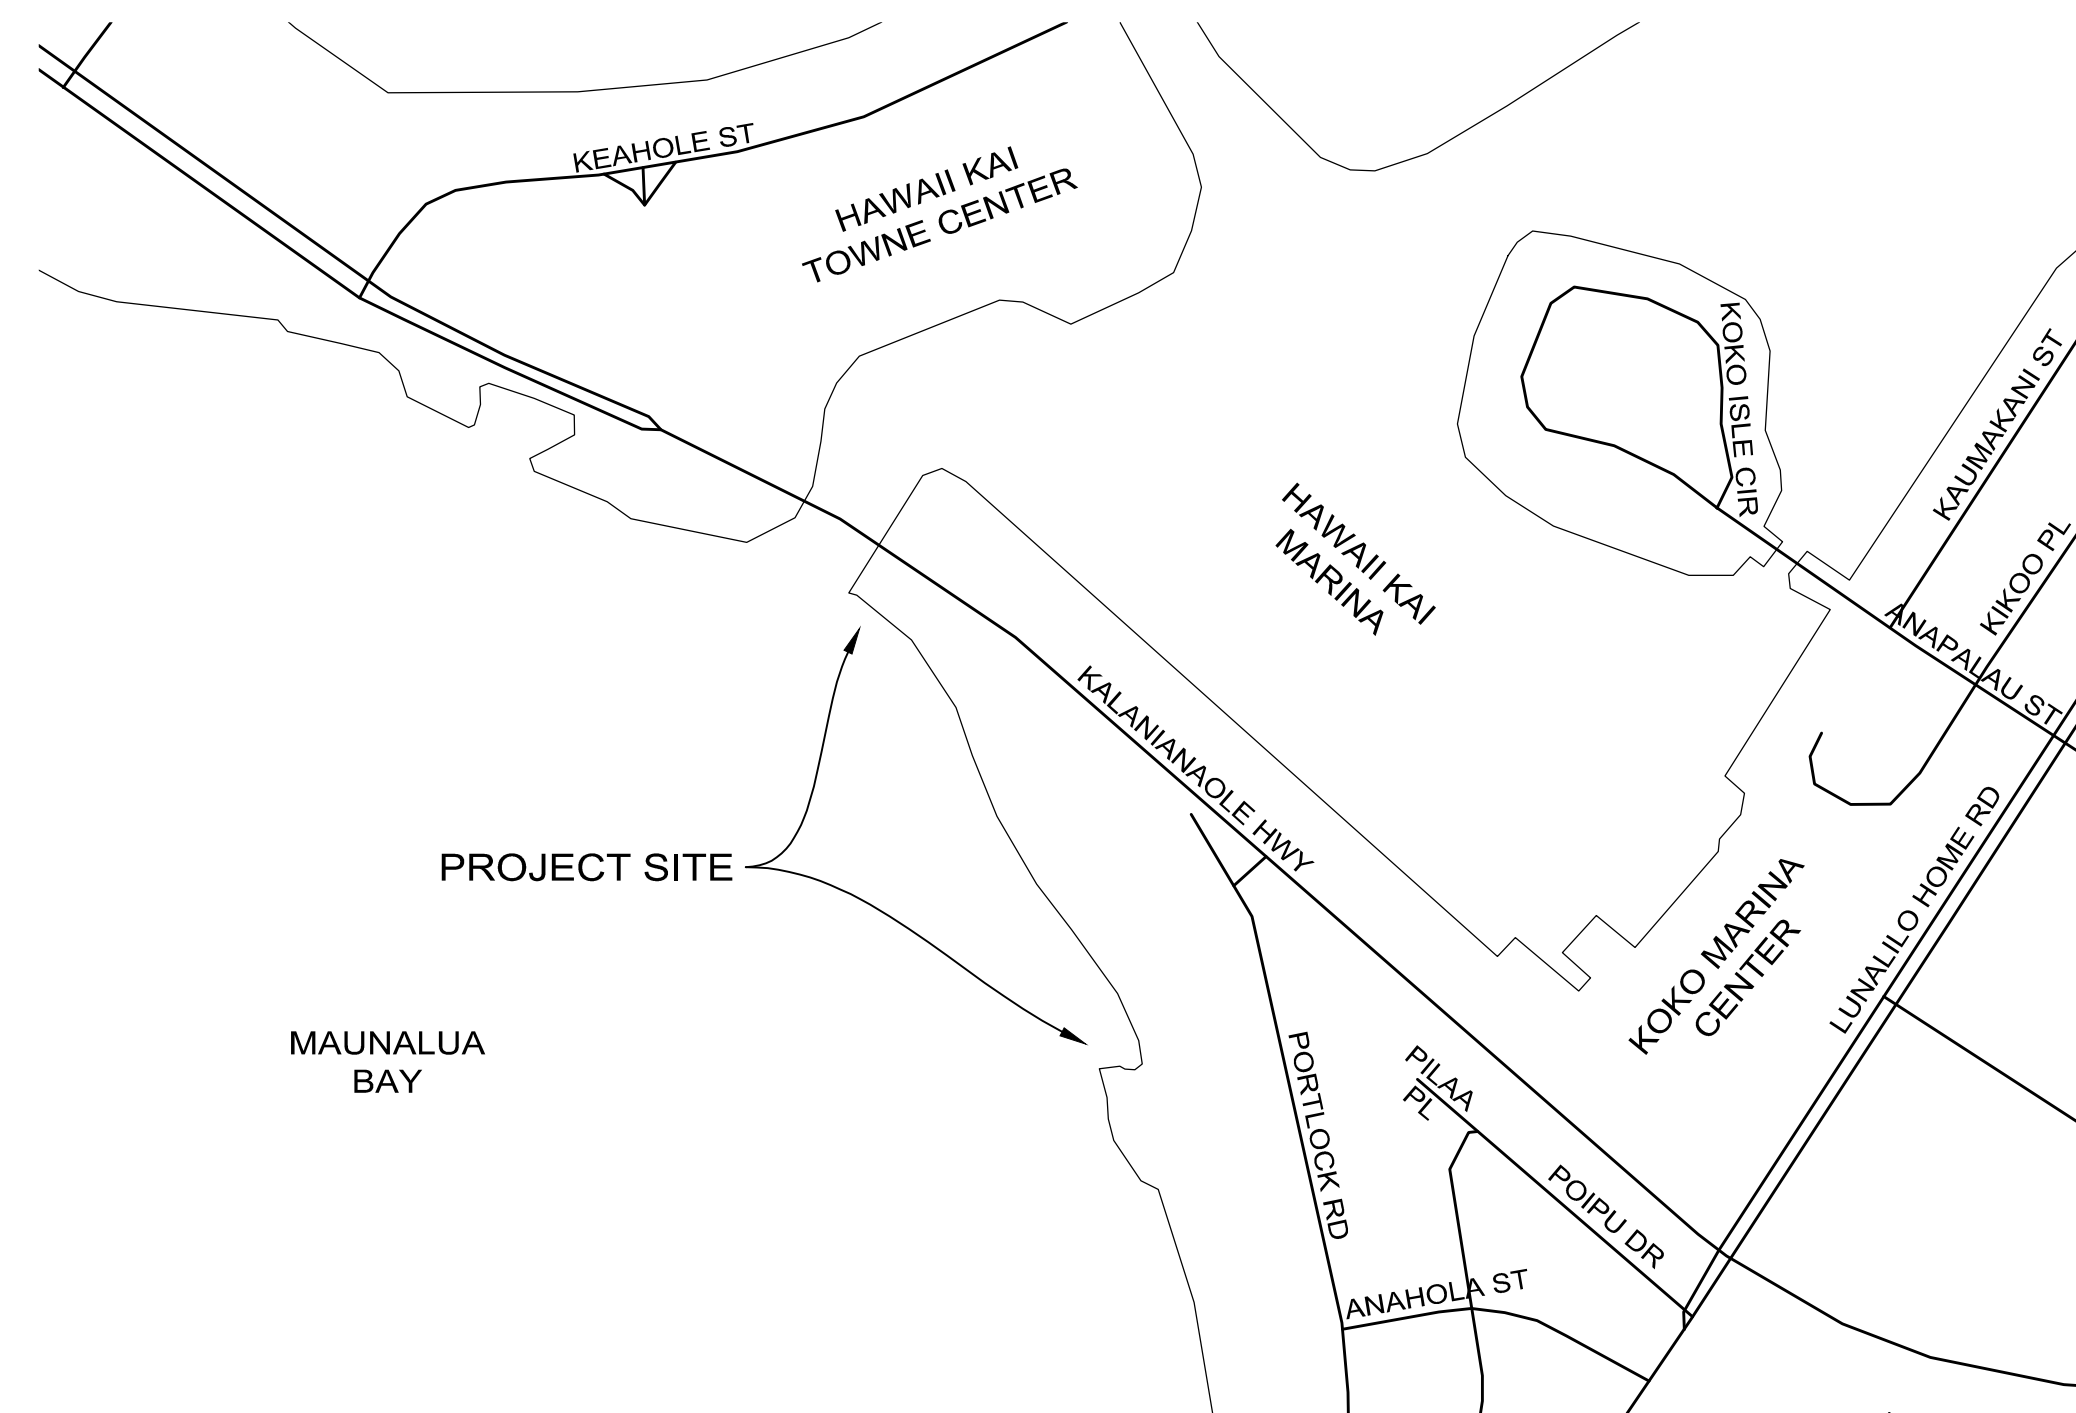 KEAHOLE ST
HAWAII KAI
TOWNE CENTER
KOKO ISLE CIR
KAUMAKANI ST
HAWAII KAI
MARINA
KIKOO PL
ANAPALAU ST
KALANIANAOLE HWY
LUNALILO HOME RD
PROJECT SITE
KOKO MARINA
CENTER
MAUNALUA
BAY
PORTLOCK RD
PILAA
PL
POIPU DR
ANAHOLA ST